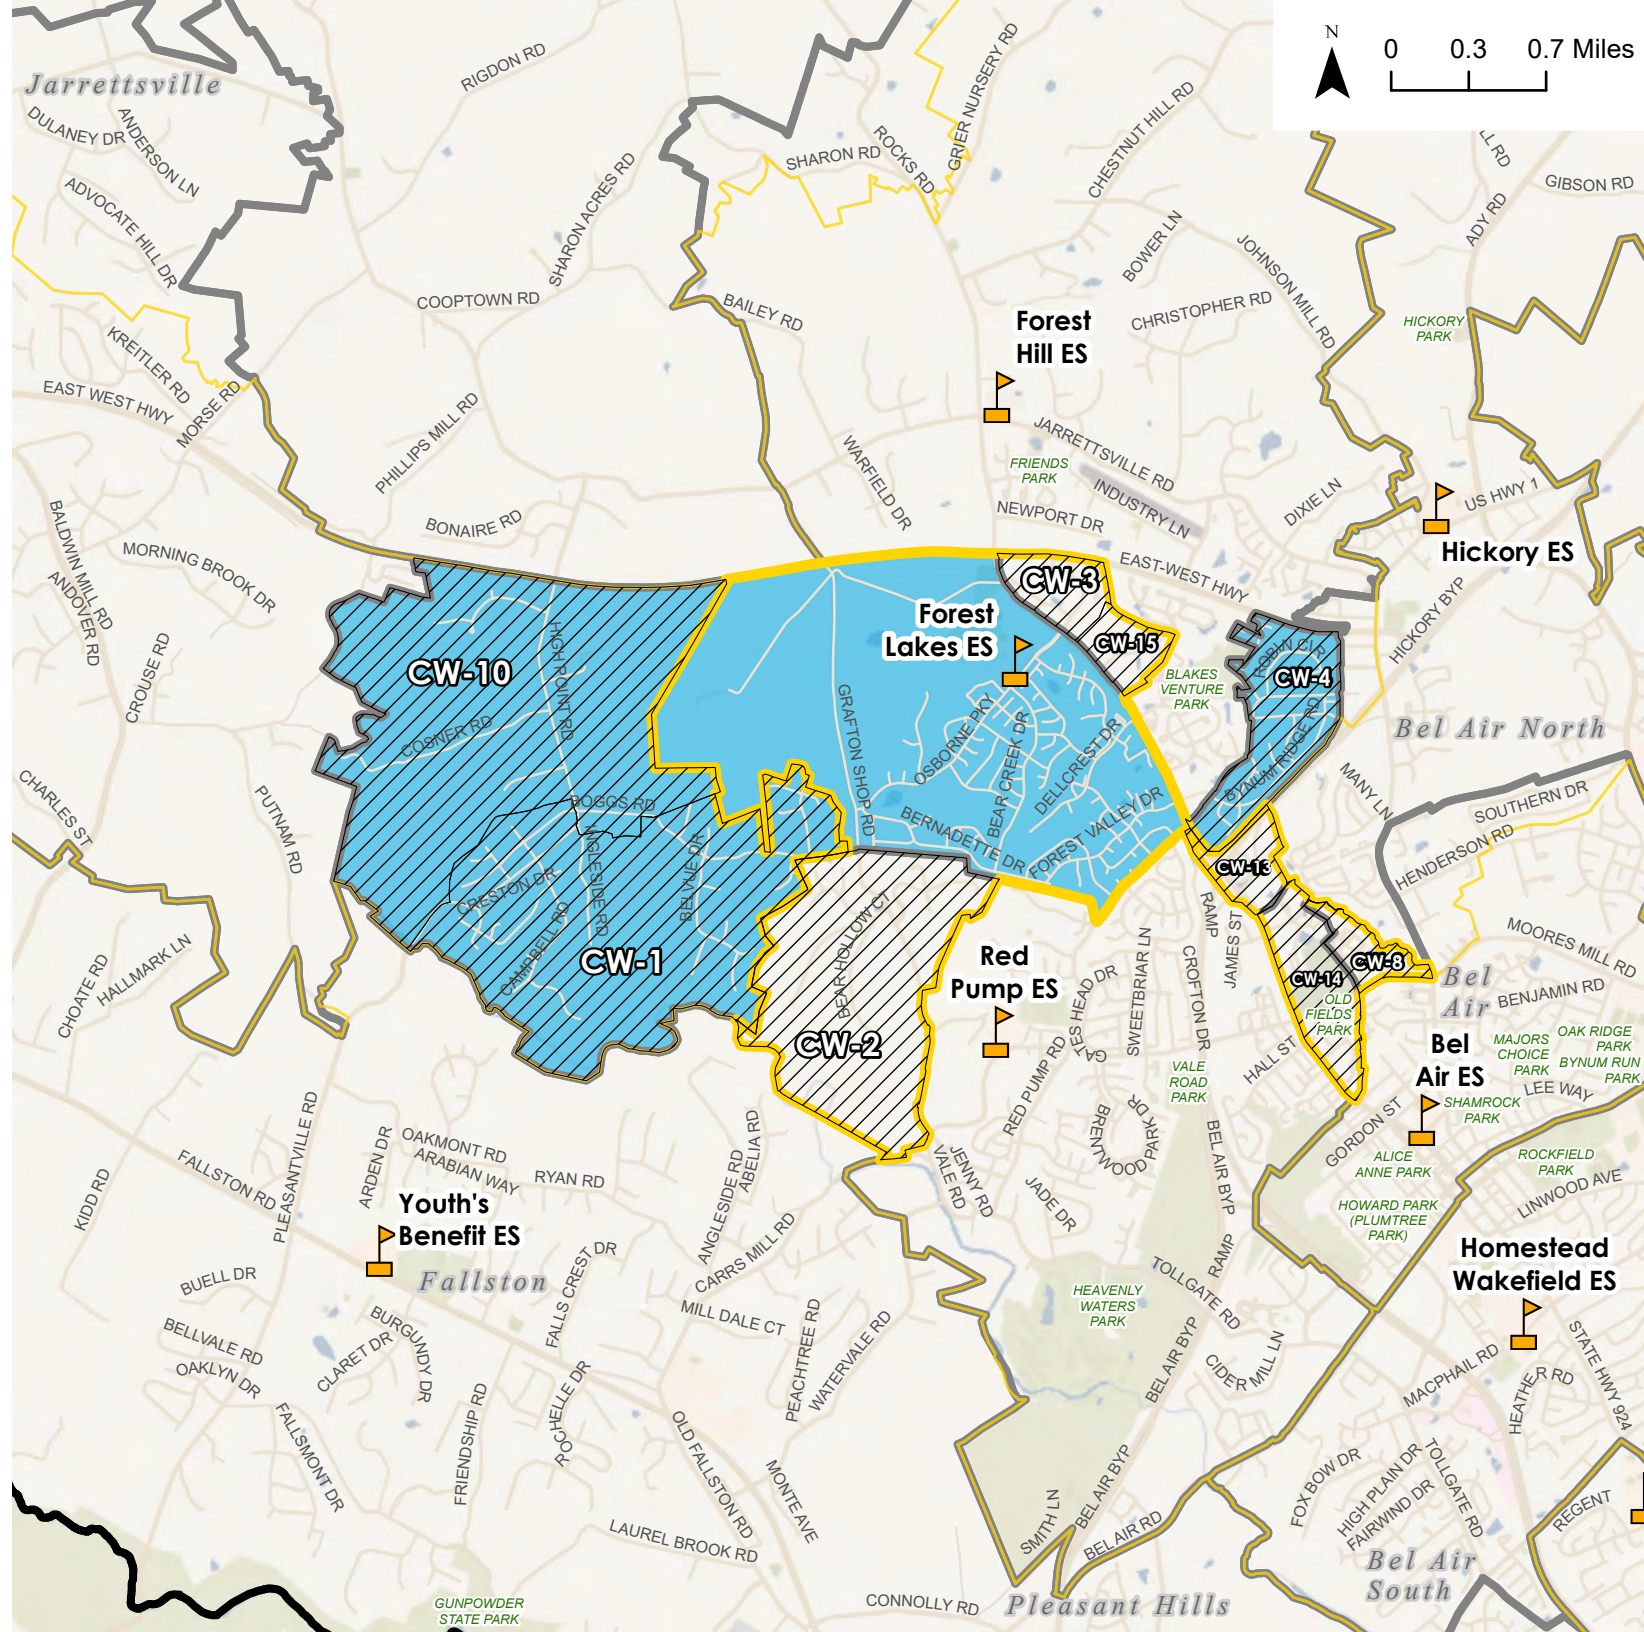 N
0 0.3 0.7 Miles
Jarrettsville
RIGDON RD
DULANEY DR
ANDERSON LN
ADVOCATE HILL DR
SHARON ACRES RD
COOPTOWN RD
SHARON RD
ROCKS RD
GRIER NURSERY RD
CHESTNUT HILL RD
BOWER LN
LL RD
GIBSON RD
ADY RD
JOHNSON MILL RD
CHRISTOPHER RD
HICKORY
PARK
BAILEY RD
KREITLER RD
EAST WEST HWY
MORSE RD
PHILLIPS MILL RD
BONAIRE RD
WARFIELD DR
Forest
Hill ES
JARRETTSVILLE RD
FRIENDS
PARK
INDUSTRY LN
NEWPORT DR
DIXIE LN
US HWY 1
Hickory ES
EAST-WEST HWY
HICKORY BYP
BALDWIN MILL RD
ANDOVER RD
MORNING BROOK DR
CROUSE RD
CW-10
HIGH POINT RD
COSNER RD
CW-3
CW-15
Forest
Lakes ES
BLAKES
VENTURE
PARK
ROBIN CIR
CW-4
BYNUM RIDGE RD
Bel Air North
GRAFTON SHOP RD
OSBORNE PKY
BEAR CREEK DR
DELLCREST DR
BERNADETTE DR
FOREST VALLEY DR
MANY LN
SOUTHERN DR
HENDERSON RD
CHARLES ST
PUTNAM RD
BOGGS RD
INGLESIDE RD
BELVUE DR
CRESTON DR
CAMPBELL RD
CW-1
CW-13
RAMP
JAMES ST
CW-14
CW-8
OLD
FIELDS
PARK
Bel
Air
MOORES MILL RD
BENJAMIN RD
HALLMARK LN
CHOATE RD
BEAR HOLLOW CT
CW-2
Red
Pump ES
GATES HEAD DR
SWEETBRIAR LN
CROFTON DR
RED PUMP RD
HALL ST
VALE
ROAD
PARK
Bel
Air ES
MAJORS
CHOICE
PARK
OAK RIDGE
PARK
BYNUM RUN
PARK
LEE WAY
SHAMROCK
PARK
GORDON ST
ALICE
ANNE PARK
ROCKFIELD
PARK
LINWOOD AVE
HOWARD PARK
(PLUMTREE
PARK)
BRENTWOOD PARK DR
BEL AIR BYP
JENNY RD
VALE RD
JADE DR
RAMP
TOLLGATE RD
HEAVENLY
WATERS
PARK
Homestead
Wakefield ES
KIDD RD
FALLSTON RD
PLEASANTVILLE RD
ARDEN DR
OAKMONT RD
ARABIAN WAY
RYAN RD
ANGLESIDE RD
ABELIA RD
CARRS MILL RD
Youth's
Benefit ES
Fallston
FALLS CREST DR
BUELL DR
BELLVALE RD
OAKLYN DR
CLARET DR
BURGUNDY DR
MILL DALE CT
PEACHTREE RD
WATERVALE RD
FALLSMONT DR
FRIENDSHIP RD
ROCHELLE DR
OLD FALLSTON RD
MONTE AVE
LAUREL BROOK RD
CONNOLLY RD
BEL AIR BYP
CIDER MILL LN
MACPHAIL RD
HEATHER RD
STATE HWY 924
FOX BOW DR
HIGH PLAIN DR
FAIRWIND DR
TOLLGATE RD
REGENT
SMITH LN
BEL AIR BYP
BEL AIR RD
Bel Air
South
Pleasant Hills
GUNPOWDER
STATE PARK